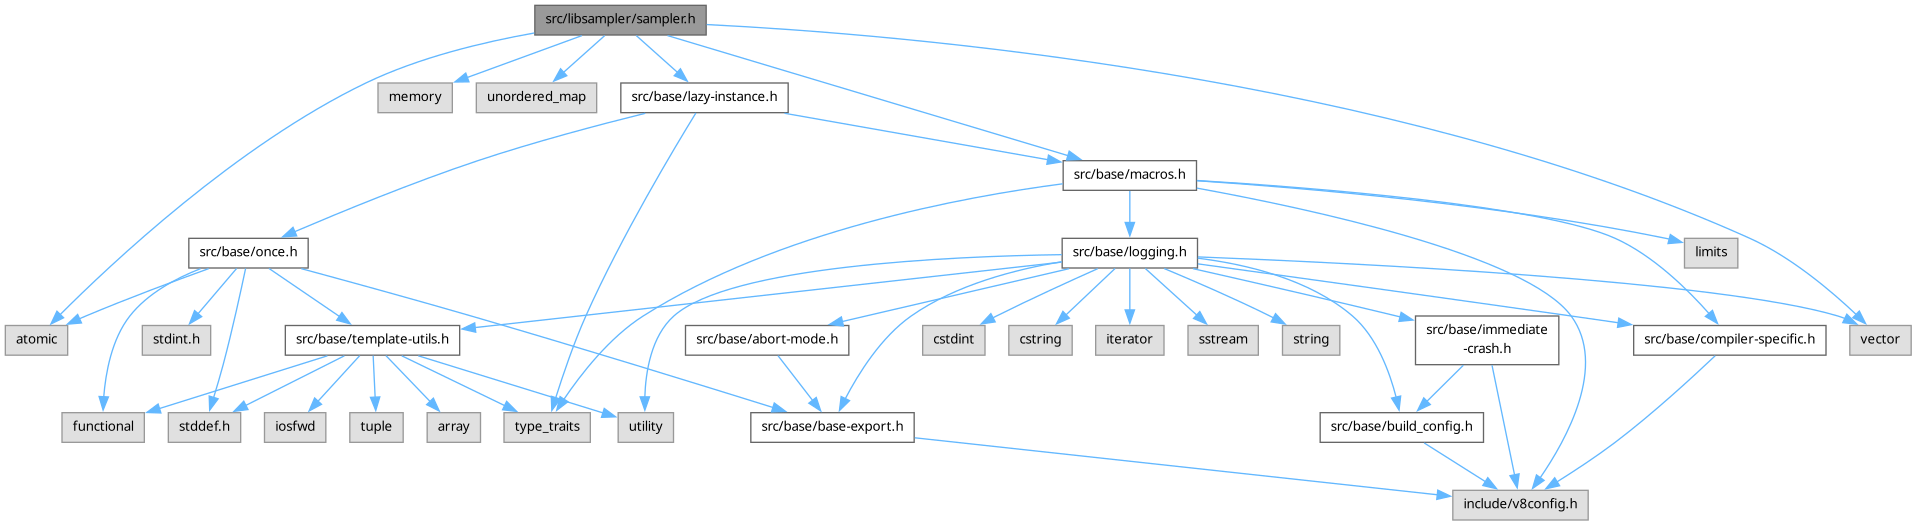 src/libsampler/sampler.h
memory
unordered_map
src/base/lazy-instance.h
src/base/macros.h
src/base/once.h
src/base/logging.h
limits
atomic
stdint.h
src/base/template-utils.h
src/base/abort-mode.h
cstdint
cstring
iterator
sstream
string
src/base/immediate
-crash.h
src/base/compiler-specific.h
vector
functional
stddef.h
iosfwd
tuple
array
type_traits
utility
src/base/base-export.h
src/base/build_config.h
include/v8config.h